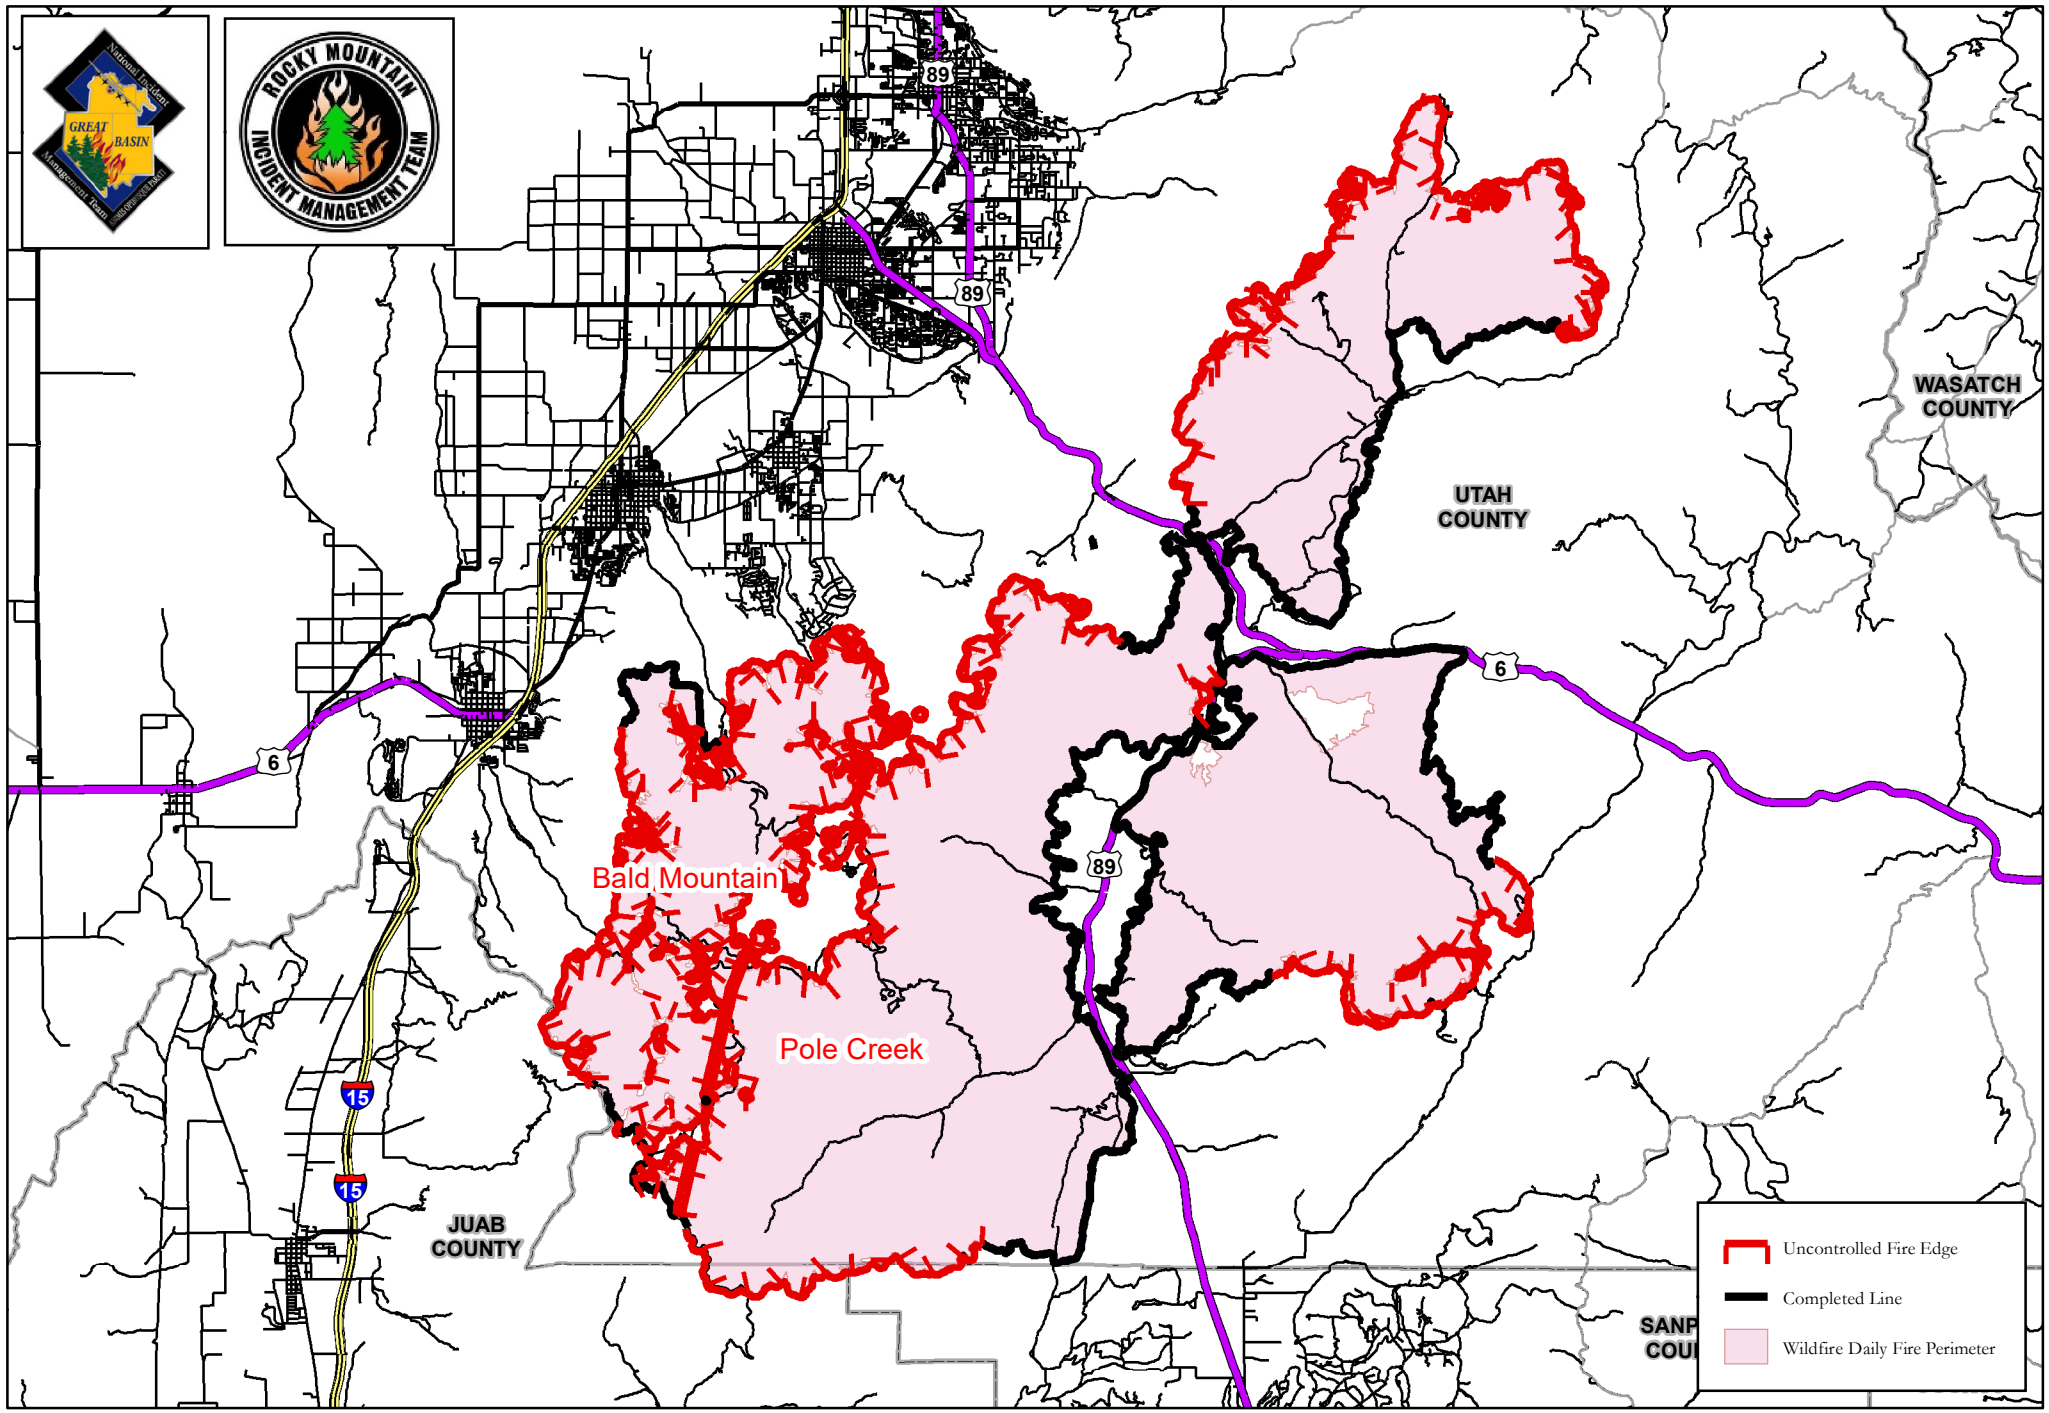 National Incident
GREAT
BASIN
Management Team
ROCKY MOUNTAIN
INCIDENT MANAGEMENT TEAM
89
89
WASATCH
COUNTY
UTAH
COUNTY
6
6
89
Bald Mountain
Pole Creek
15
15
JUAB
COUNTY
SANP
COU
Uncontrolled Fire Edge
Completed Line
Wildfire Daily Fire Perimeter